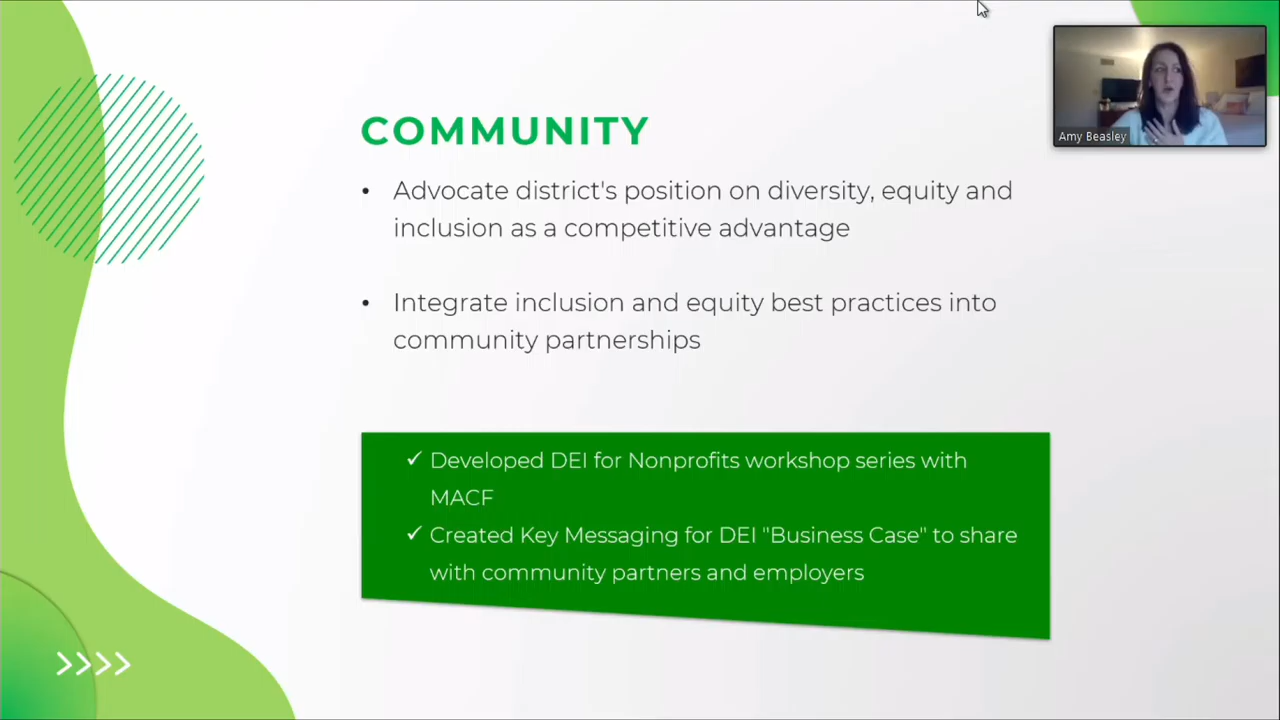 COMMUNITY
• Advocate district's position on diversity, equity and
inclusion as a competitive advantage
• Integrate inclusion and equity best practices into
community partnerships
✓ Developed DEI for Nonprofits workshop series with
MACF
✓ Created Key Messaging for DEI "Business Case" to share
with community partners and employers
Amy Beasley